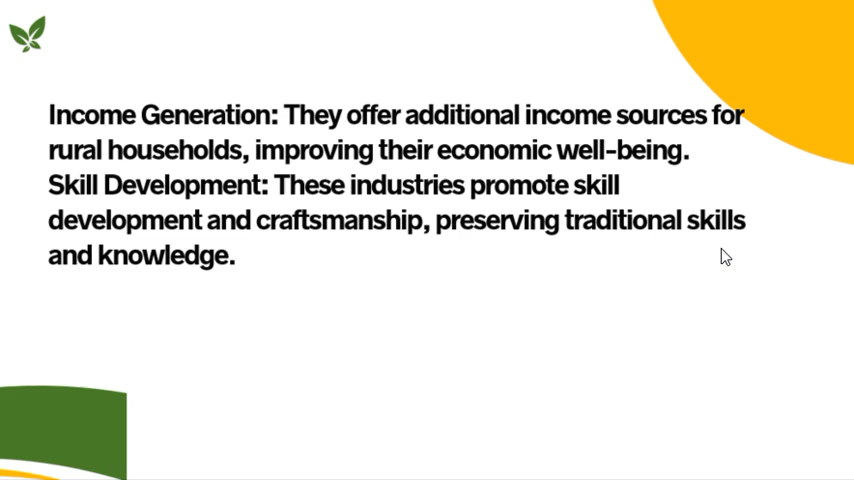 Income Generation: They offer additional income sources for
rural households, improving their economic well-being.
Skill Development: These industries promote skill
development and craftsmanship, preserving traditional skills
and knowledge.